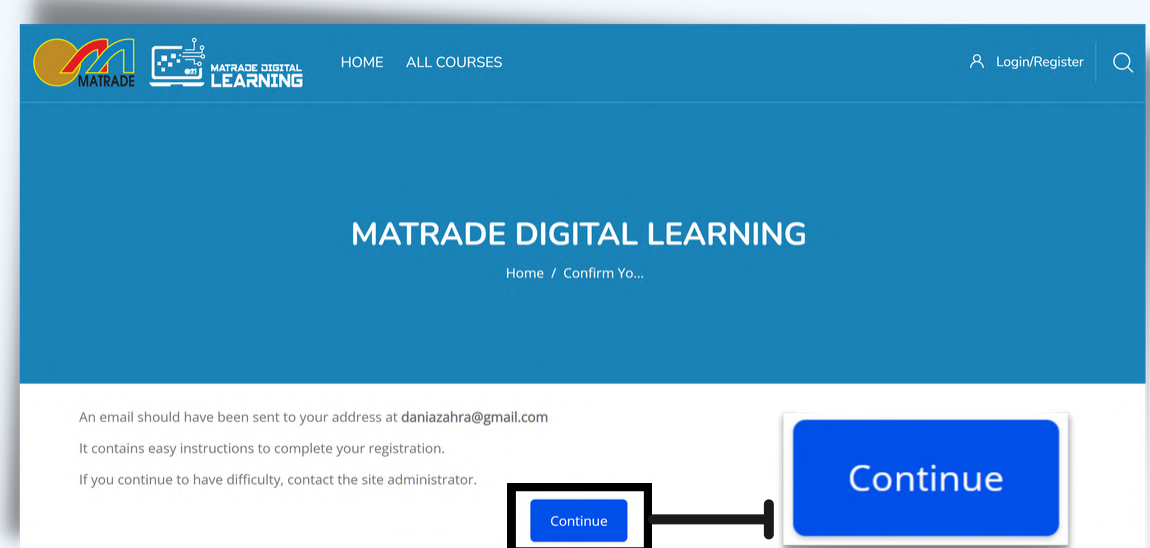 MATRADE
MATRADE DIGITAL
LEARNING
HOME ALL COURSES
Login/Register
MATRADE DIGITAL LEARNING
Home / Confirm Yo...
An email should have been sent to your address at daniazahra@gmail.com
It contains easy instructions to complete your registration.
If you continue to have difficulty, contact the site administrator.
Continue
Continue